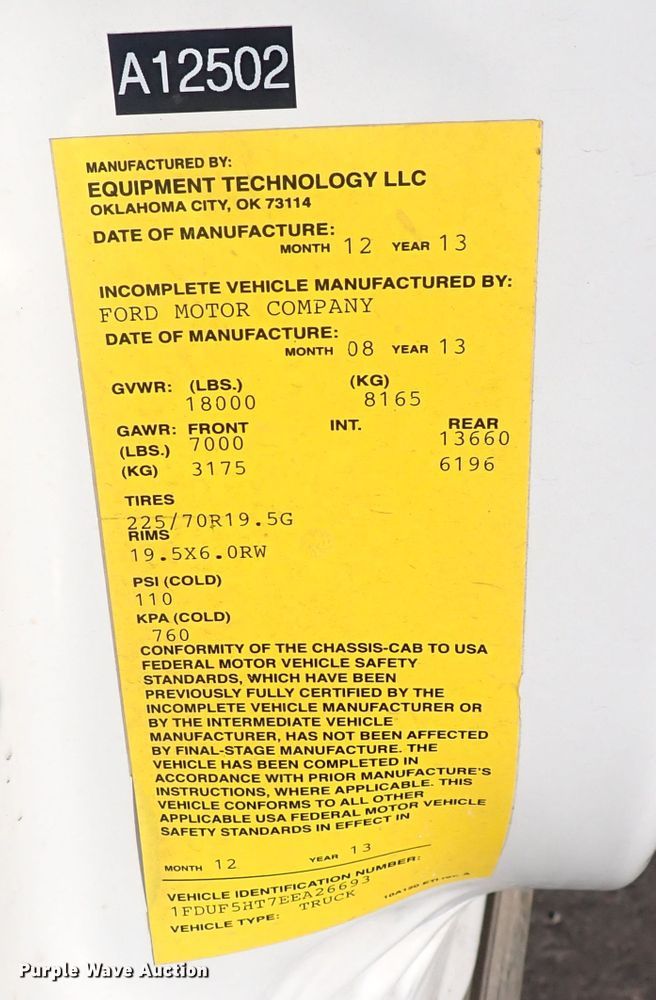 A12502
MANUFACTURED BY:
EQUIPMENT TECHNOLOGY LLC
OKLAHOMA CITY, OK 73114
DATE OF MANUFACTURE:
MONTH 12 YEAR 13
INCOMPLETE VEHICLE MANUFACTURED BY:
FORD MOTOR COMPANY
DATE OF MANUFACTURE:
MONTH 08 YEAR 13
GVWR: (LBS.) (KG)
18000 8165
GAWR: FRONT INT. REAR
(LBS.) 7000 13660
(KG) 3175 6196
TIRES
225/70R19.5G
RIMS
19.5X6.0RW
PSI (COLD)
110
KPA (COLD)
760
CONFORMITY OF THE CHASSIS-CAB TO USA
FEDERAL MOTOR VEHICLE SAFETY
STANDARDS, WHICH HAVE BEEN
PREVIOUSLY FULLY CERTIFIED BY THE
INCOMPLETE VEHICLE MANUFACTURER OR
BY THE INTERMEDIATE VEHICLE
MANUFACTURER, HAS NOT BEEN AFFECTED
BY FINAL-STAGE MANUFACTURE. THE
VEHICLE HAS BEEN COMPLETED IN
ACCORDANCE WITH PRIOR MANUFACTURE'S
INSTRUCTIONS, WHERE APPLICABLE. THIS
VEHICLE CONFORMS TO ALL OTHER
APPLICABLE USA FEDERAL MOTOR VEHICLE
SAFETY STANDARDS IN EFFECT IN
MONTH 12 YEAR 13
VEHICLE IDENTIFICATION NUMBER:
1FDUF5HT7EEA26693
VEHICLE TYPE: TRUCK
Purple Wave Auction